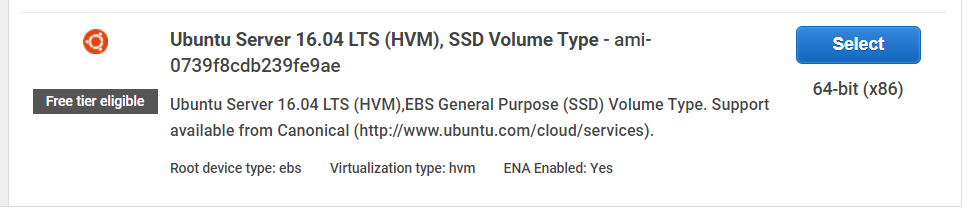 Ubuntu Server 16.04 LTS (HVM), SSD Volume Type - ami-
0739f8cdb239fe9ae
Select
64-bit (x86)
Free tier eligible
Ubuntu Server 16.04 LTS (HVM),EBS General Purpose (SSD) Volume Type. Support
available from Canonical (http://www.ubuntu.com/cloud/services).
Root device type: ebs Virtualization type: hvm ENA Enabled: Yes